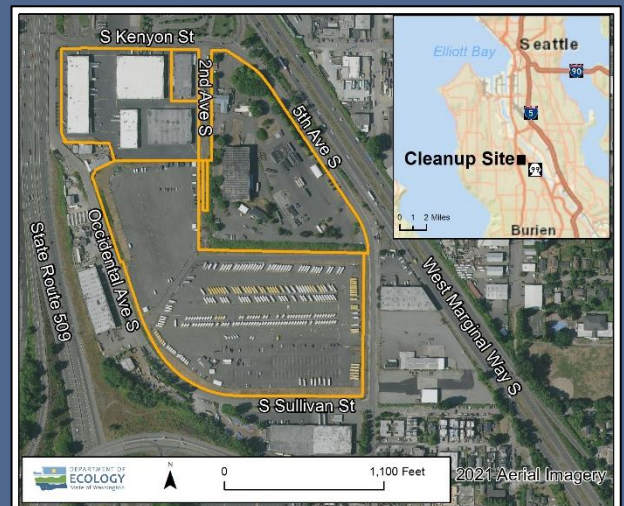 S Kenyon St
2nd Ave S
5th Ave S
Occidental Ave S
State Route 509
West Marginal Way S
S Sullivan St
Elliott Bay
Seattle
90
5
Cleanup Site
99
0 1 2 Miles
Burien
DEPARTMENT OF
ECOLOGY
State of Washington
N
0
1,100 Feet
2021 Aerial Imagery